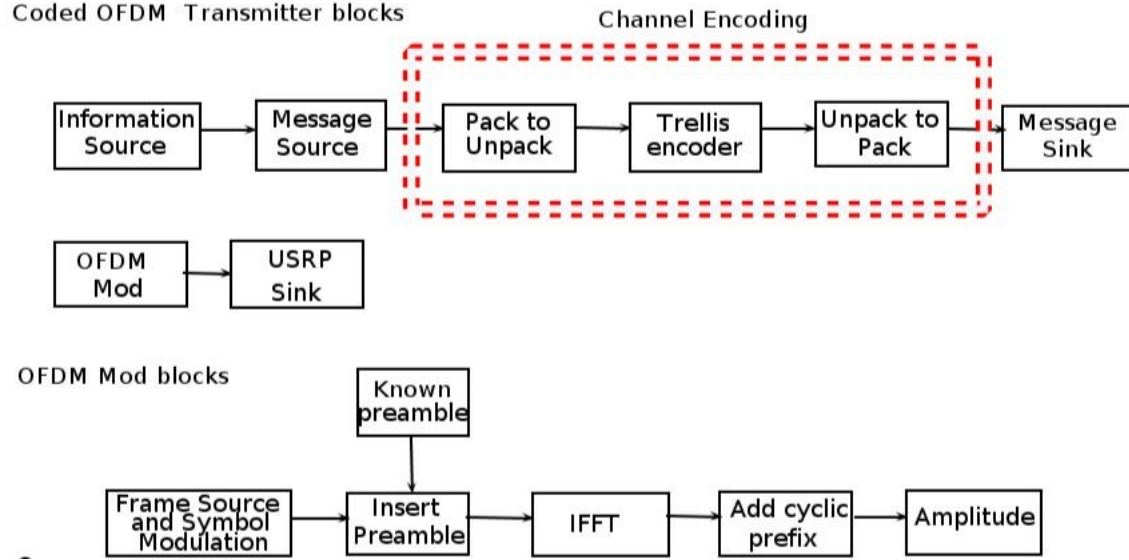 Coded OFDM Transmitter blocks
Channel Encoding
Information
Source
Message
Source
Pack to
Unpack
Trellis
encoder
Unpack to
Pack
Message
Sink
OFDM
Mod
USRP
Sink
OFDM Mod blocks
Known
preamble
Frame Source
and Symbol
Modulation
Insert
Preamble
IFFT
Add cyclic
prefix
Amplitude